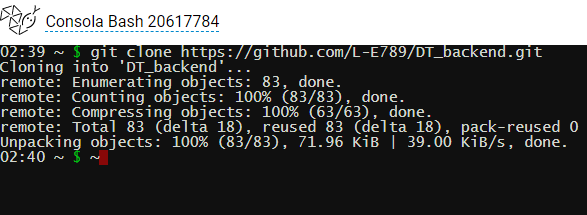 Consola Bash 20617784
02:39 ~ $ git clone https://github.com/L-E789/DT_backend.git
Cloning into 'DT_backend'...
remote: Enumerating objects: 83, done.
remote: Counting objects: 100% (83/83), done.
remote: Compressing objects: 100% (63/63), done.
remote: Total 83 (delta 18), reused 83 (delta 18), pack-reused 0
Unpacking objects: 100% (83/83), 71.96 KiB | 39.00 KiB/s, done.
02:40 ~ $ ~